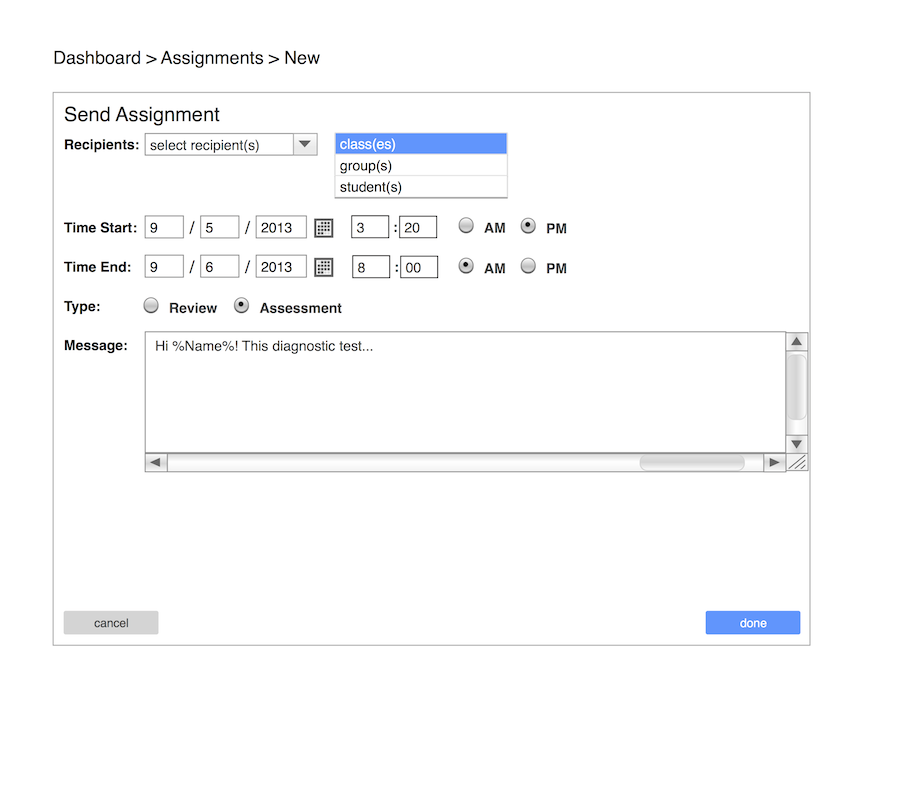 Dashboard > Assignments > New
Send Assignment
Recipients: select recipient(s) class(es)
group(s)
student(s)
Time Start: 9 / 5 / 2013 3 : 20 AM PM
Time End: 9 / 6 / 2013 8 : 00 AM PM
Type: Review Assessment
Message: Hi %Name%! This diagnostic test...
cancel done